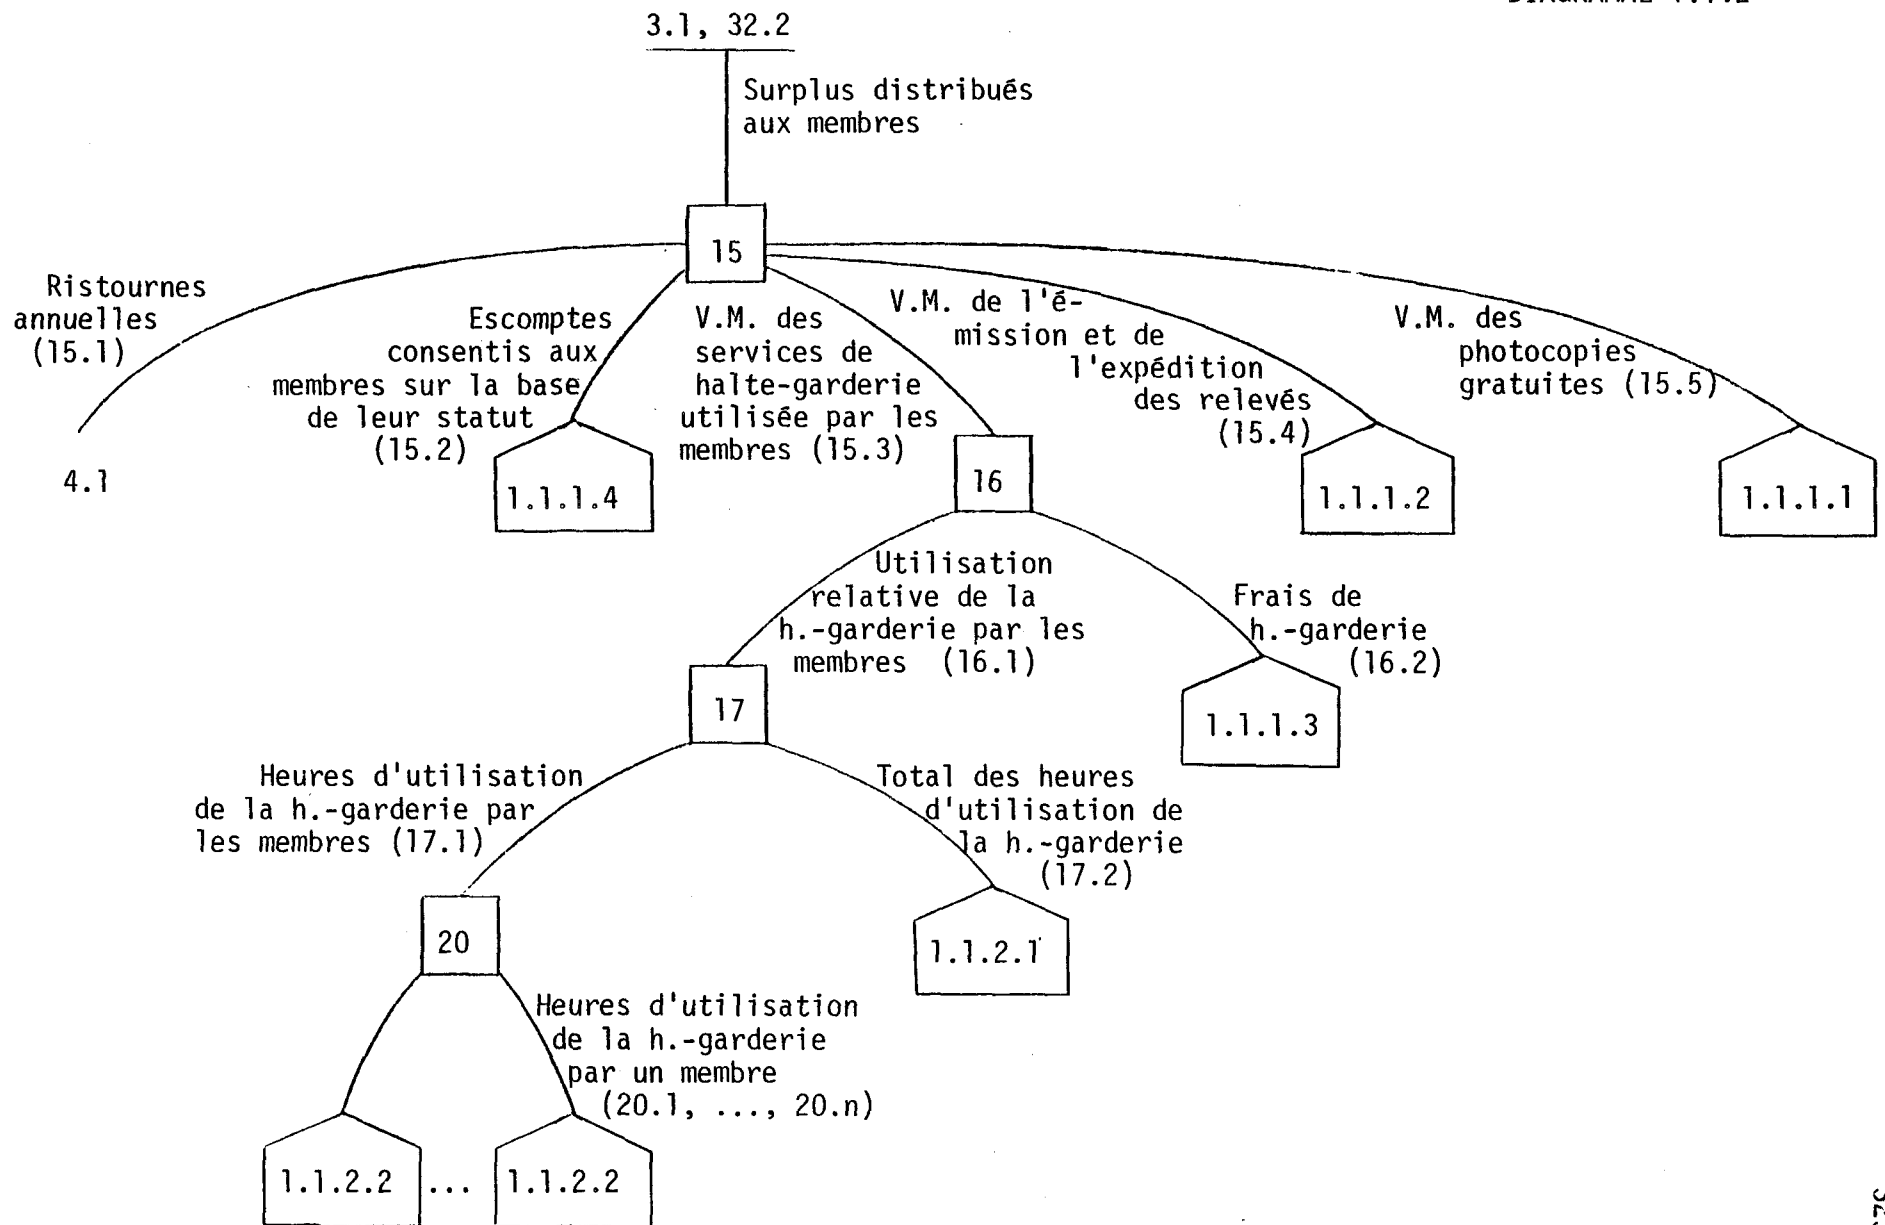 3.1, 32.2
Surplus distribués
aux membres
15
Ristournes
annuelles
(15.1)
4.1
Escomptes
consentis aux
membres sur la base
de leur statut
(15.2)
1.1.1.4
V.M. des
services de
halte-garderie
utilisée par les
membres (15.3)
16
V.M. de l'é-
mission et de
l'expédition
des relevés
(15.4)
1.1.1.2
V.M. des
photocopies
gratuites (15.5)
1.1.1.1
Utilisation
relative de la
h.-garderie par les
membres (16.1)
17
Frais de
h.-garderie
(16.2)
1.1.1.3
Heures d'utilisation
de la h.-garderie par
les membres (17.1)
20
Total des heures
d'utilisation de
la h.-garderie
(17.2)
1.1.2.1
Heures d'utilisation
de la h.-garderie
par un membre
(20.1, ..., 20.n)
1.1.2.2 ... 1.1.2.2